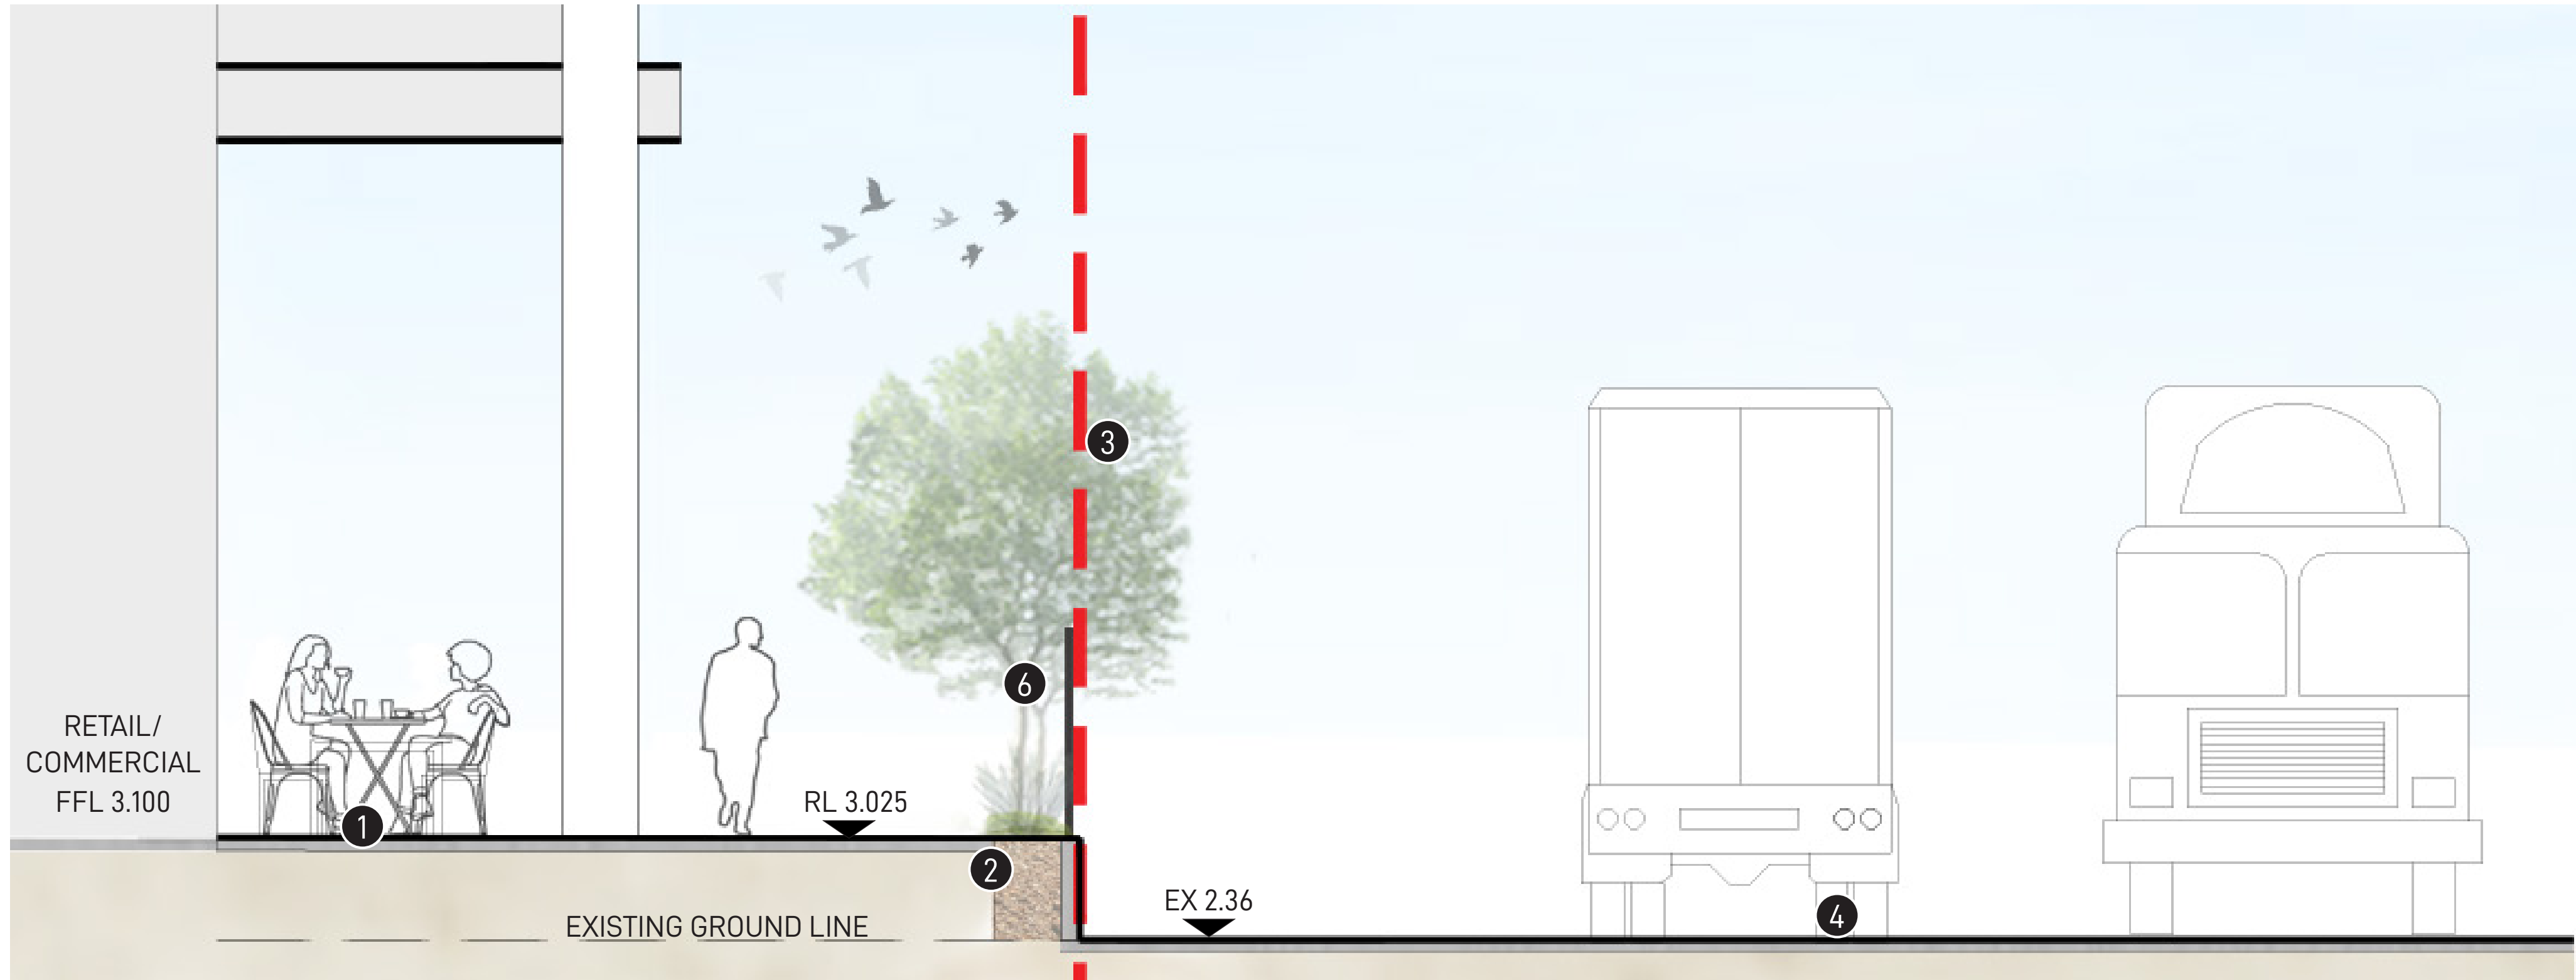 3
6
RETAIL/
COMMERCIAL
FFL 3.100
RL 3.025
1
2
EX 2.36
4
EXISTING GROUND LINE